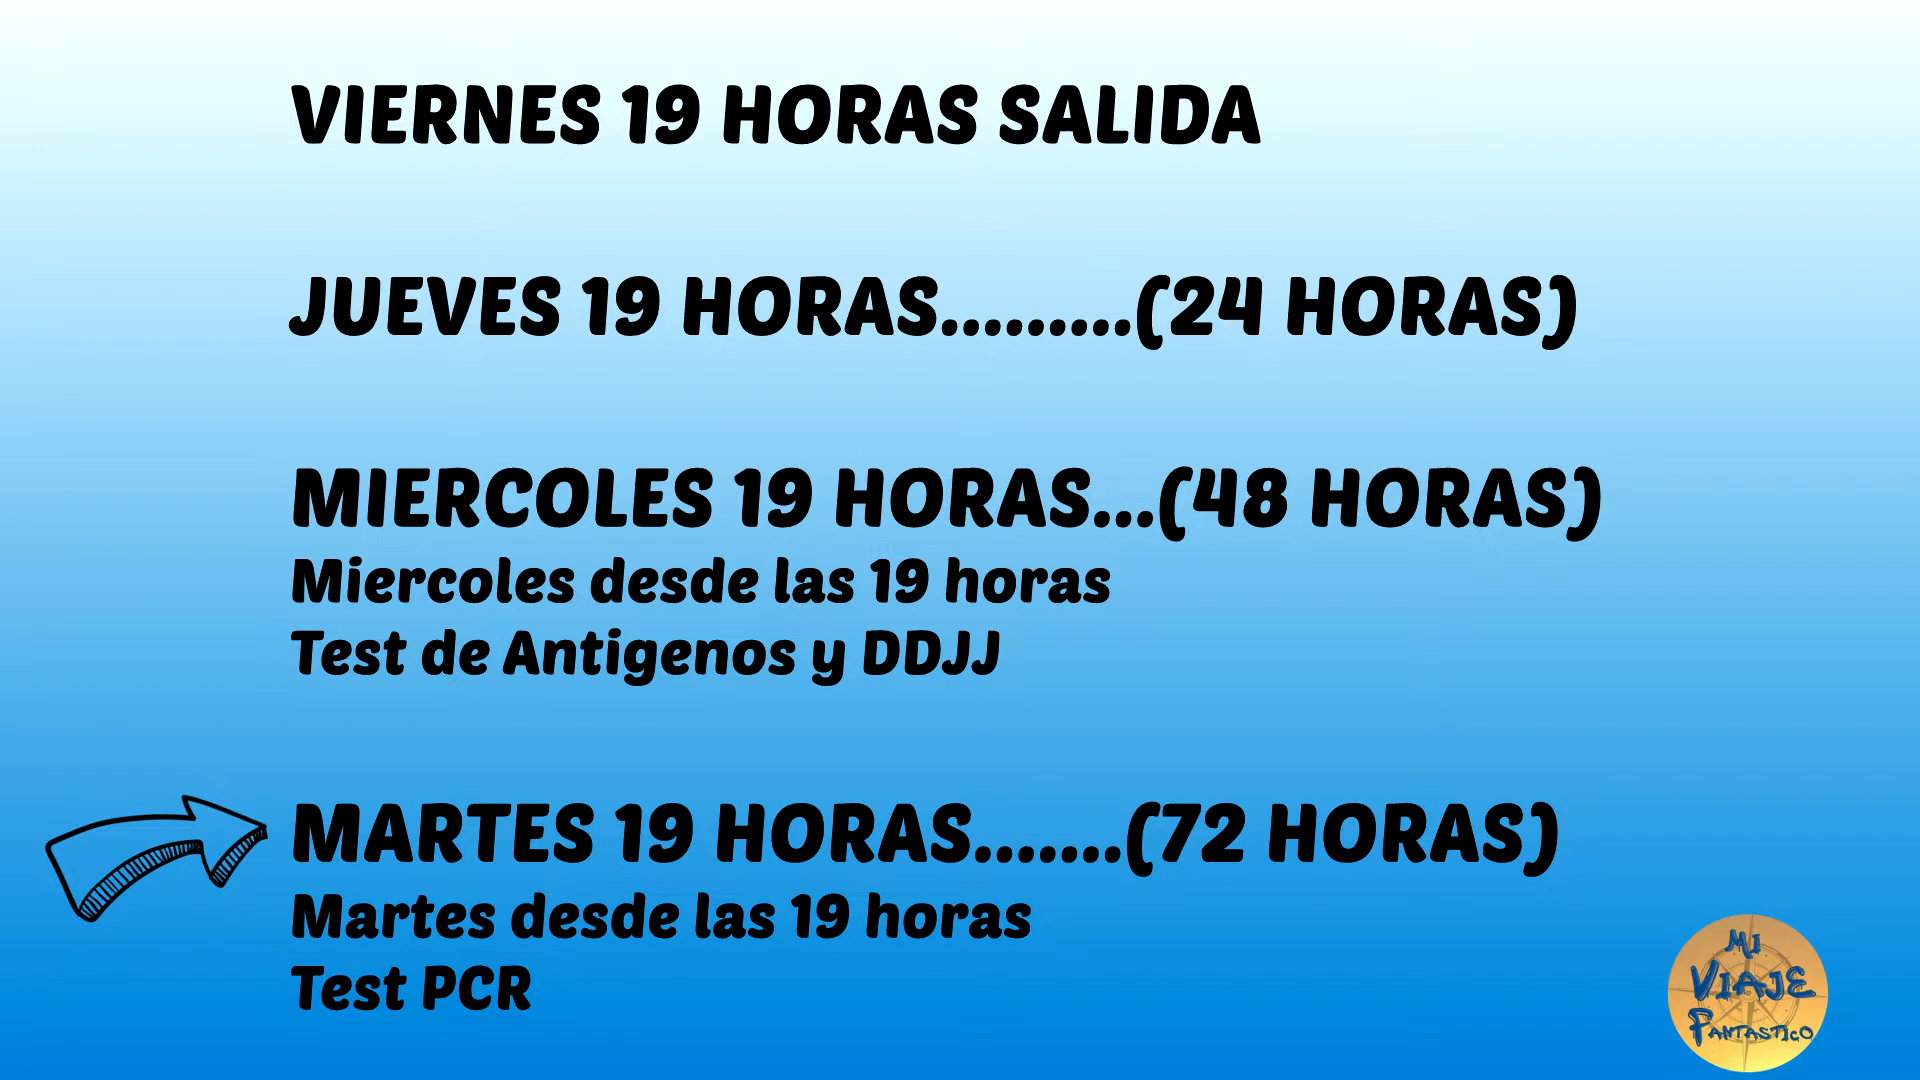 VIERNES 19 HORAS SALIDA
JUEVES 19 HORAS.........(24 HORAS)
MIERCOLES 19 HORAS...(48 HORAS)
Miercoles desde las 19 horas
Test de Antigenos y DDJJ
MARTES 19 HORAS.......(72 HORAS)
Martes desde las 19 horas
Test PCR
MI
VIAJE
FANTASTICO